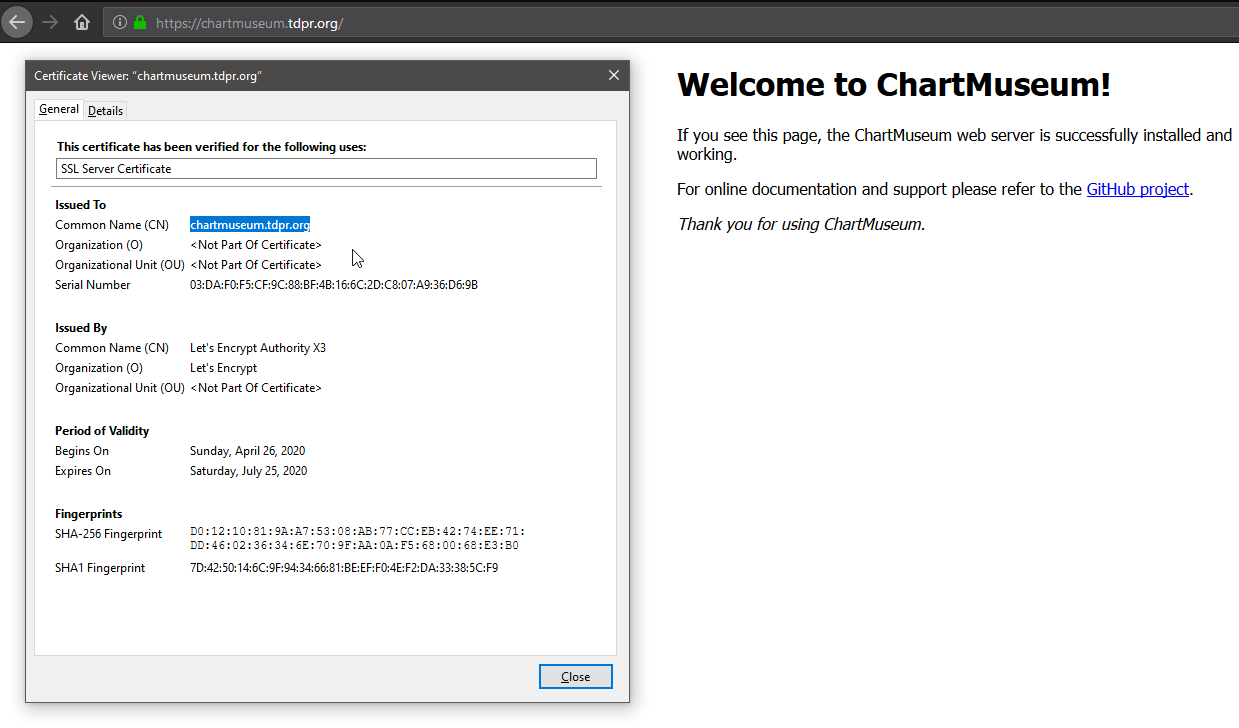 https://chartmuseum.tdpr.org/
Certificate Viewer: "chartmuseum.tdpr.org"
General Details
This certificate has been verified for the following uses:
SSL Server Certificate
Issued To
Common Name (CN) chartmuseum.tdpr.org
Organization (O) <Not Part Of Certificate>
Organizational Unit (OU) <Not Part Of Certificate>
Serial Number 03:DA:F0:F5:CF:9C:88:BF:4B:16:6C:2D:C8:07:A9:36:D6:9B
Issued By
Common Name (CN) Let's Encrypt Authority X3
Organization (O) Let's Encrypt
Organizational Unit (OU) <Not Part Of Certificate>
Period of Validity
Begins On Sunday, April 26, 2020
Expires On Saturday, July 25, 2020
Fingerprints
SHA-256 Fingerprint D0:12:10:81:9A:A7:53:08:AB:77:CC:EB:42:74:EE:71:
DD:46:02:36:34:6E:70:9F:AA:0A:F5:68:00:68:E3:B0
SHA1 Fingerprint 7D:42:50:14:6C:9F:94:34:66:81:BE:EF:F0:4E:F2:DA:33:38:5C:F9
Close
Welcome to ChartMuseum!
If you see this page, the ChartMuseum web server is successfully installed and
working.
For online documentation and support please refer to the GitHub project.
Thank you for using ChartMuseum.